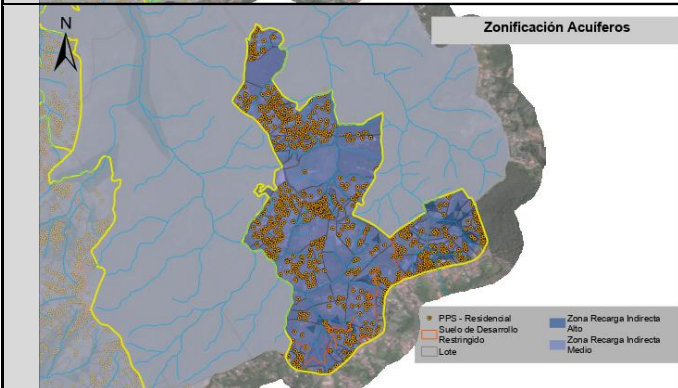 Zonificación Acuíferos
N
PPS - Residencial
Suelo de Desarrollo
Restringido
Lote
Zona Recarga Indirecta
Alto
Zona Recarga Indirecta
Medio